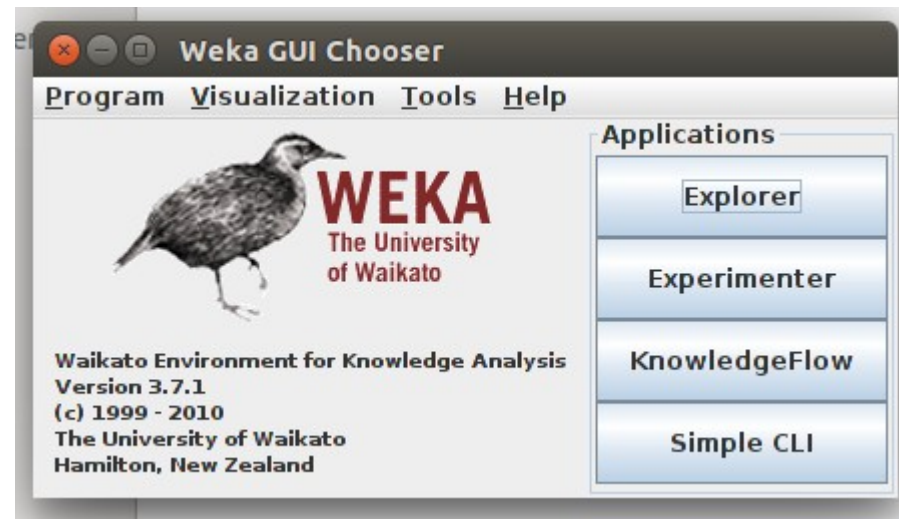 er
Weka GUI Chooser
Program Visualization Tools Help
WEKA
The University
of Waikato
Waikato Environment for Knowledge Analysis
Version 3.7.1
(c) 1999 - 2010
The University of Waikato
Hamilton, New Zealand
Applications
Explorer
Experimenter
KnowledgeFlow
Simple CLI